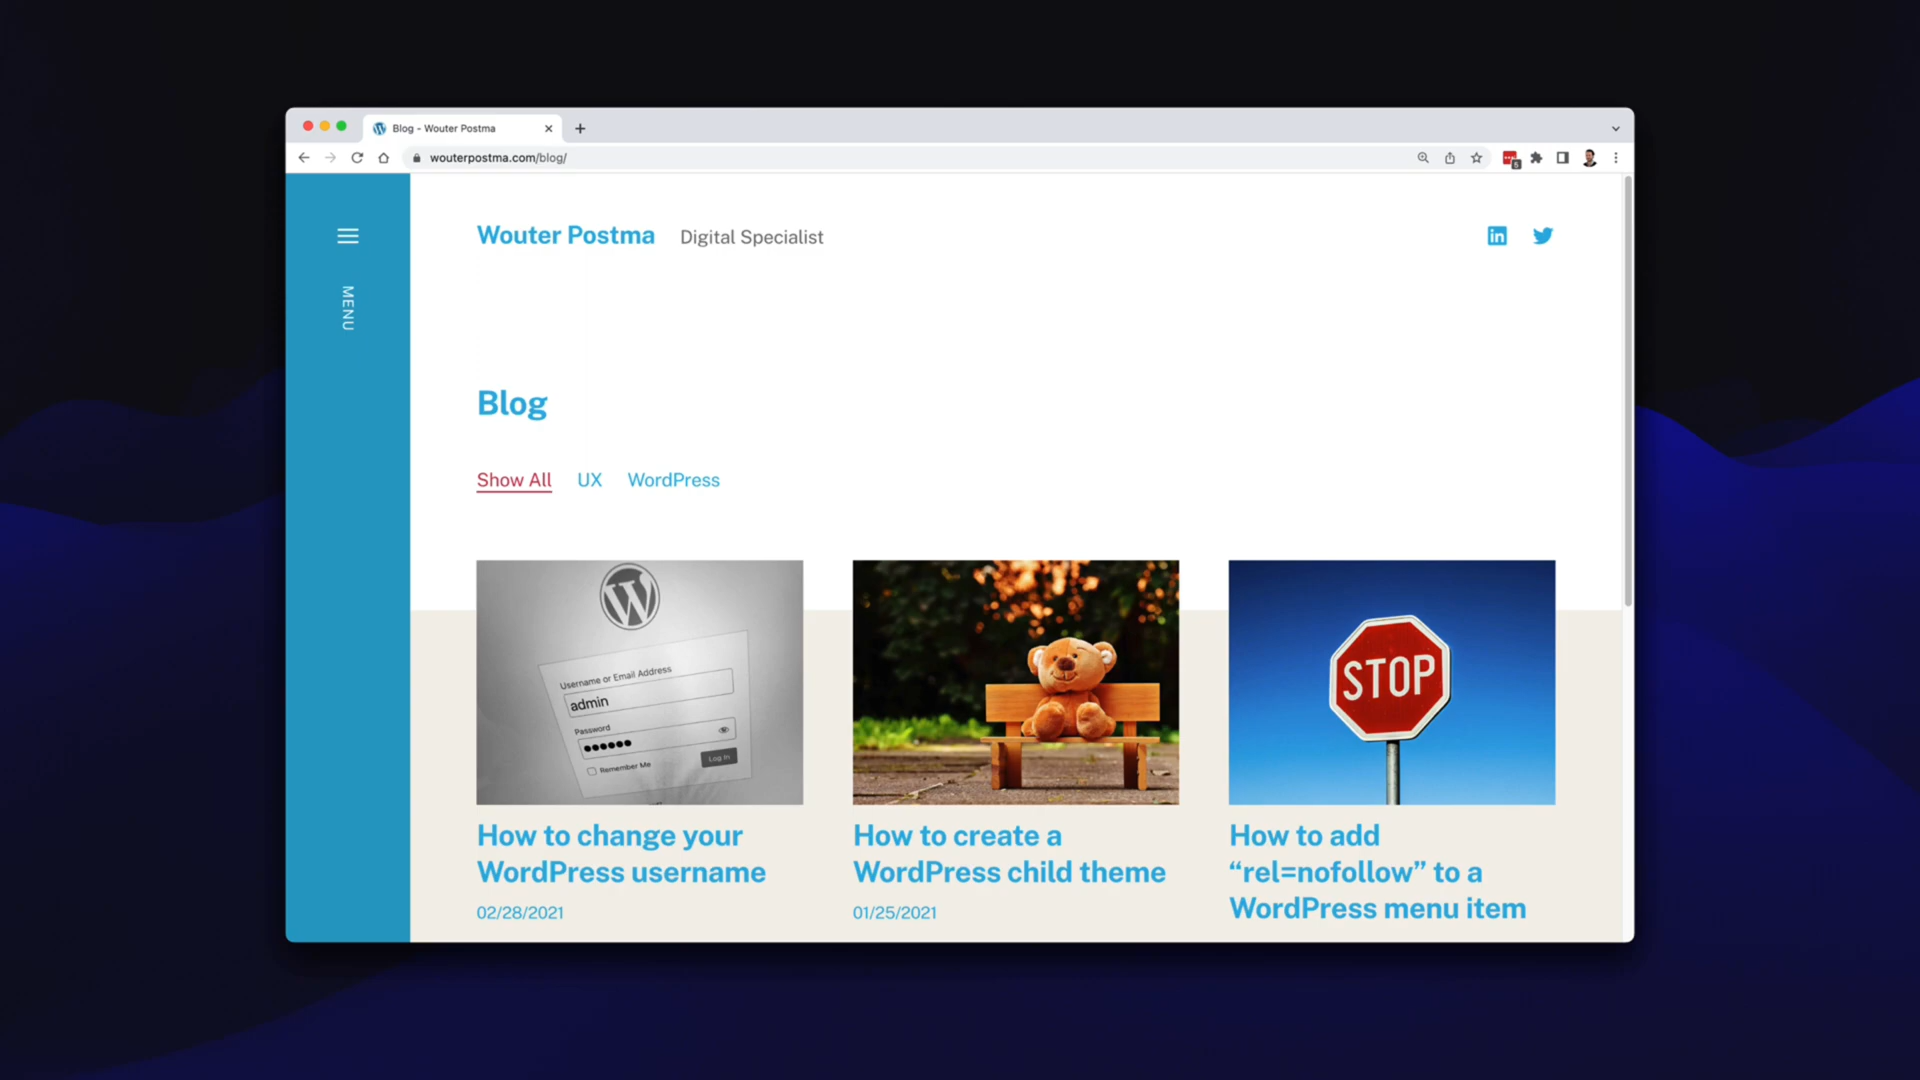 Blog - Wouter Postma
wouterpostma.com/blog/
5
MENU
Wouter Postma
Digital Specialist
Blog
Show All
UX
WordPress
Username or Email Address
admin
Password
Remember Me
Log In
STOP
How to change your
WordPress username
02/28/2021
How to create a
WordPress child theme
01/25/2021
How to add
“rel=nofollow” to a
WordPress menu item